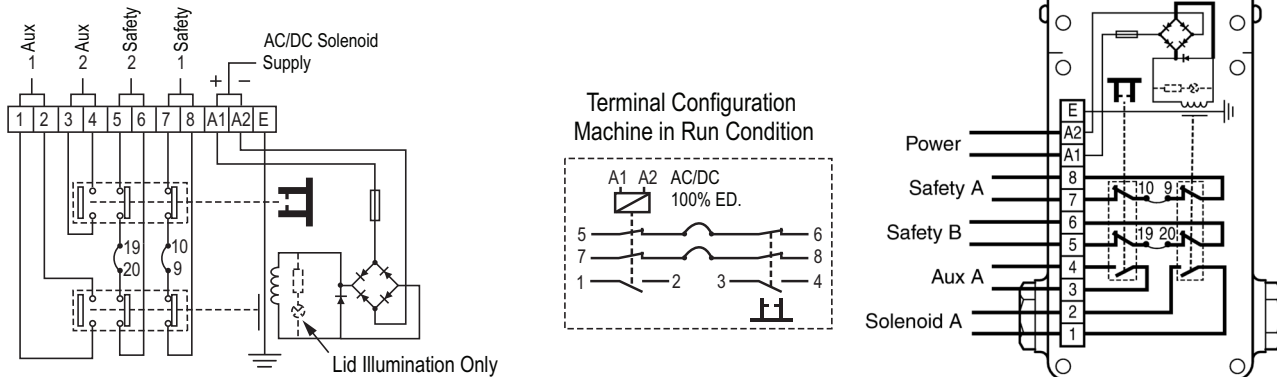 1 Aux
2 Aux
2 Safety
1 Safety
AC/DC Solenoid
Supply
+ −
1 2 3 4 5 6 7 8 A1 A2 E
19
20
10
9
Lid Illumination Only
Terminal Configuration
Machine in Run Condition
A1 A2 AC/DC
100% ED.
5 6
7 8
1 2 3 4
E
Power A2
A1
Safety A 8
7 10 9
Safety B 6
5 19 20
Aux A 4
3
Solenoid A 2
1